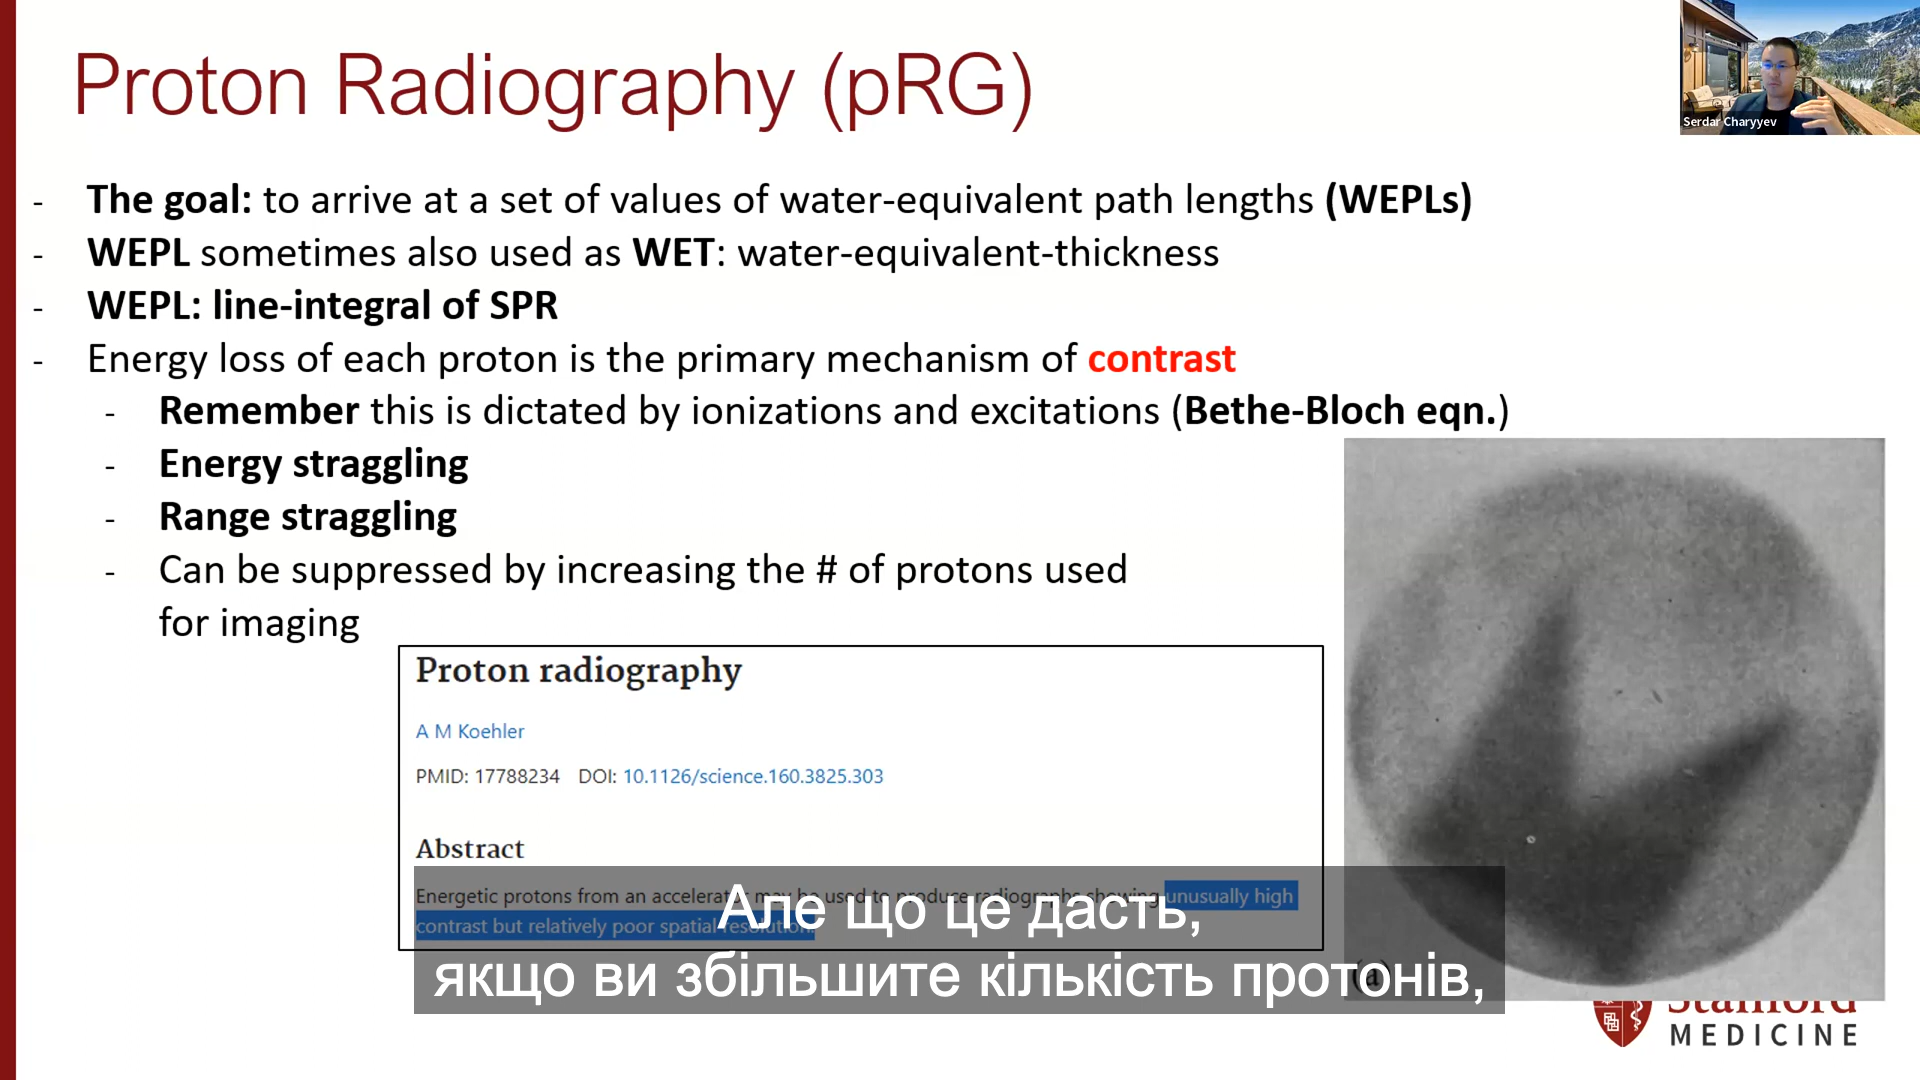 Proton Radiography (pRG)
Serdar Charyyev
- The goal: to arrive at a set of values of water-equivalent path lengths (WEPLs)
- WEPL sometimes also used as WET: water-equivalent-thickness
- WEPL: line-integral of SPR
- Energy loss of each proton is the primary mechanism of contrast
- Remember this is dictated by ionizations and excitations (Bethe-Bloch eqn.)
- Energy straggling
- Range straggling
- Can be suppressed by increasing the # of protons used
for imaging
Proton radiography
A M Koehler
PMID: 17788234 DOI: 10.1126/science.160.3825.303
Abstract
Energetic protons from an accelerator may be used to produce radiographs showing unusually high
contrast but relatively poor spatial resolution.
Але що це дасть,
якщо ви збільшите кількість протонів,
(a)
Stanford
MEDICINE